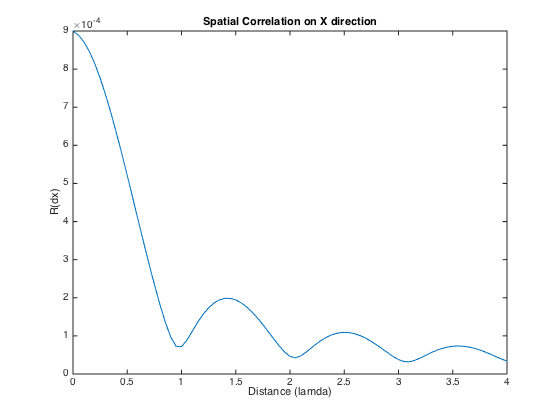 Spatial Correlation on X direction
×10⁻⁴
9
8
7
6
5
4
3
2
1
0
R(dx)
0 0.5 1 1.5 2 2.5 3 3.5 4
Distance (lamda)